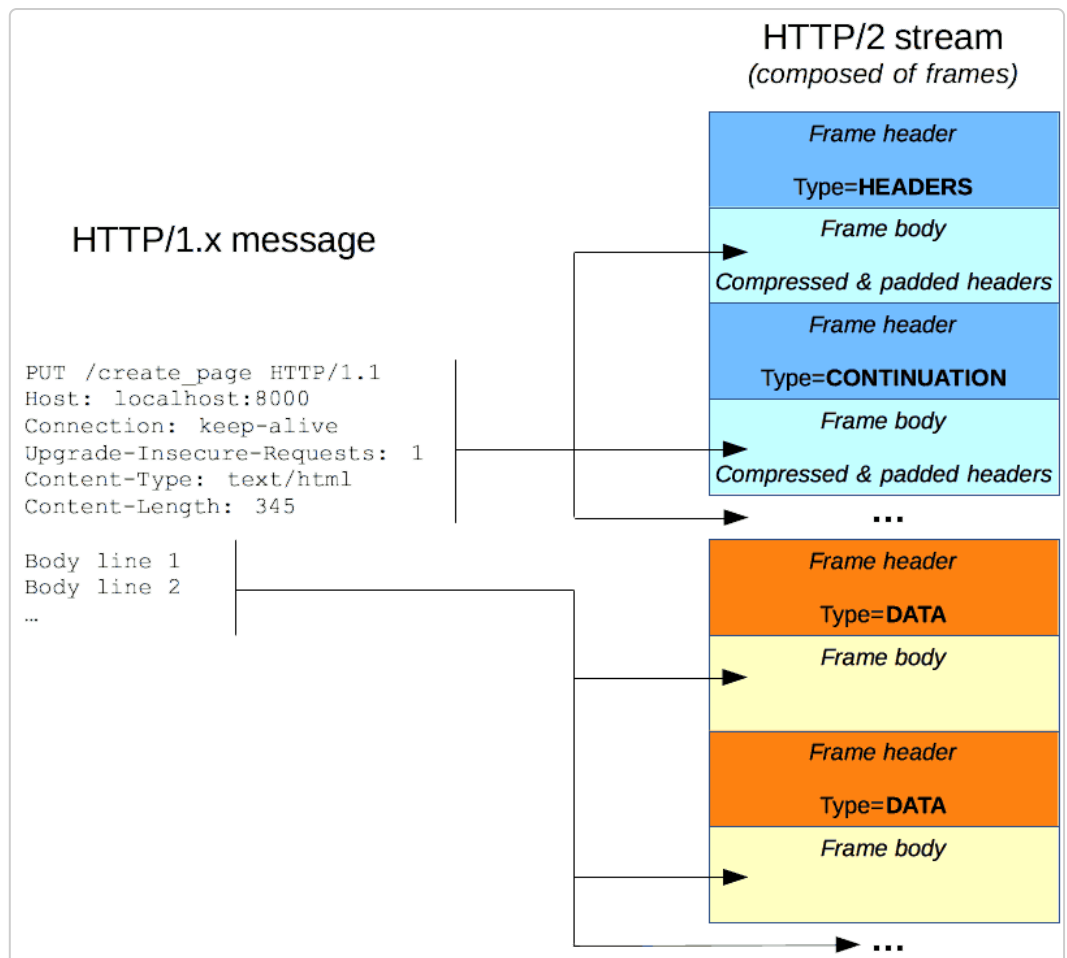 HTTP/2 stream
(composed of frames)
Frame header
Type=HEADERS
Frame body
Compressed & padded headers
Frame header
Type=CONTINUATION
Frame body
Compressed & padded headers
...
Frame header
Type=DATA
Frame body
Frame header
Type=DATA
Frame body
...
HTTP/1.x message
PUT /create_page HTTP/1.1
Host: localhost:8000
Connection: keep-alive
Upgrade-Insecure-Requests: 1
Content-Type: text/html
Content-Length: 345
Body line 1
Body line 2
…